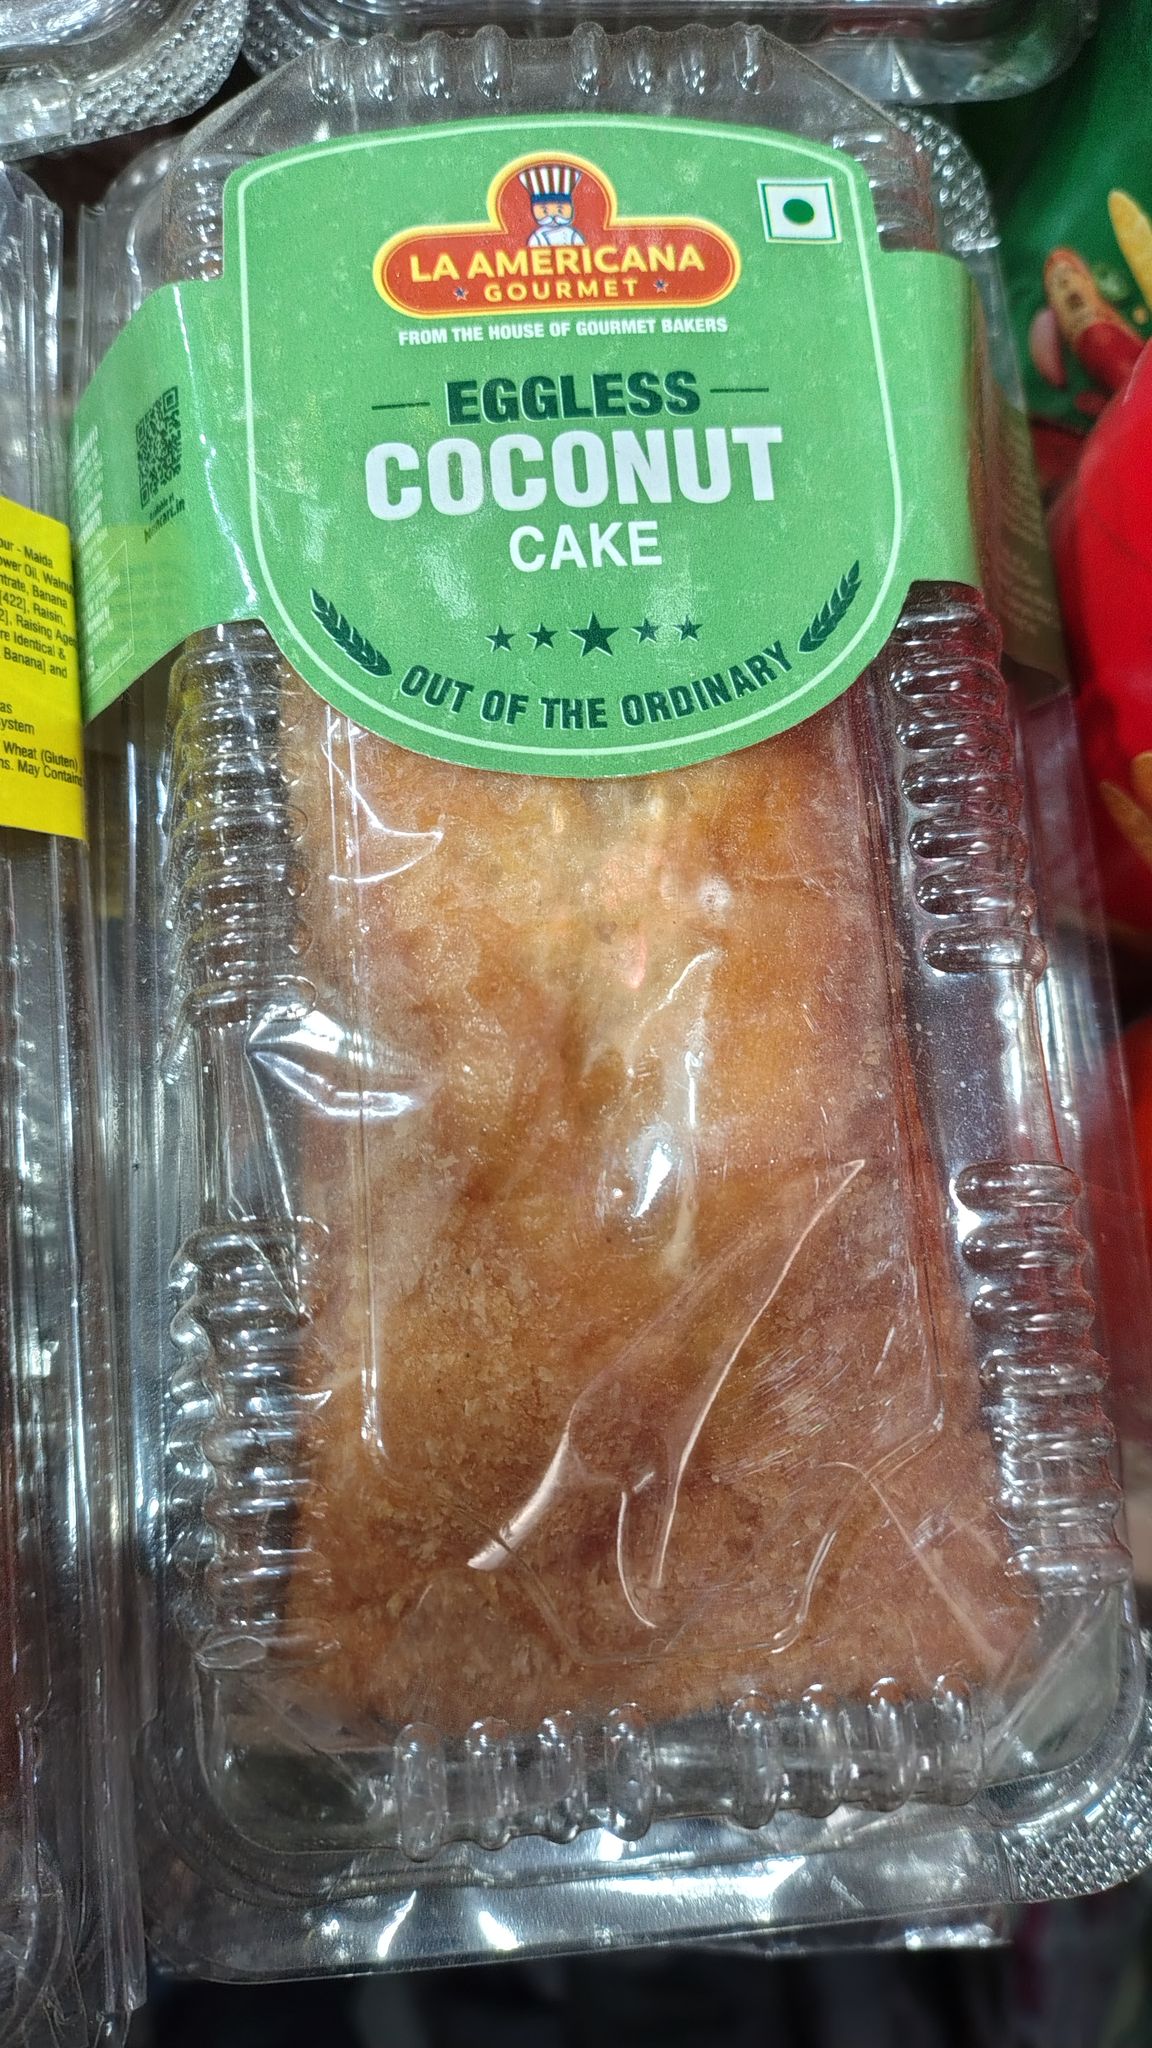 LA AMERICANA
GOURMET
FROM THE HOUSE OF GOURMET BAKERS
EGGLESS
COCONUT
CAKE
OUT OF THE ORDINARY
our - Maida
ower Oil, Walnu
ntrate, Banana
[422], Raisin,
2], Raising Age
re Identical &
Banana] and
as
ystem
Wheat (Gluten)
ns. May Contain